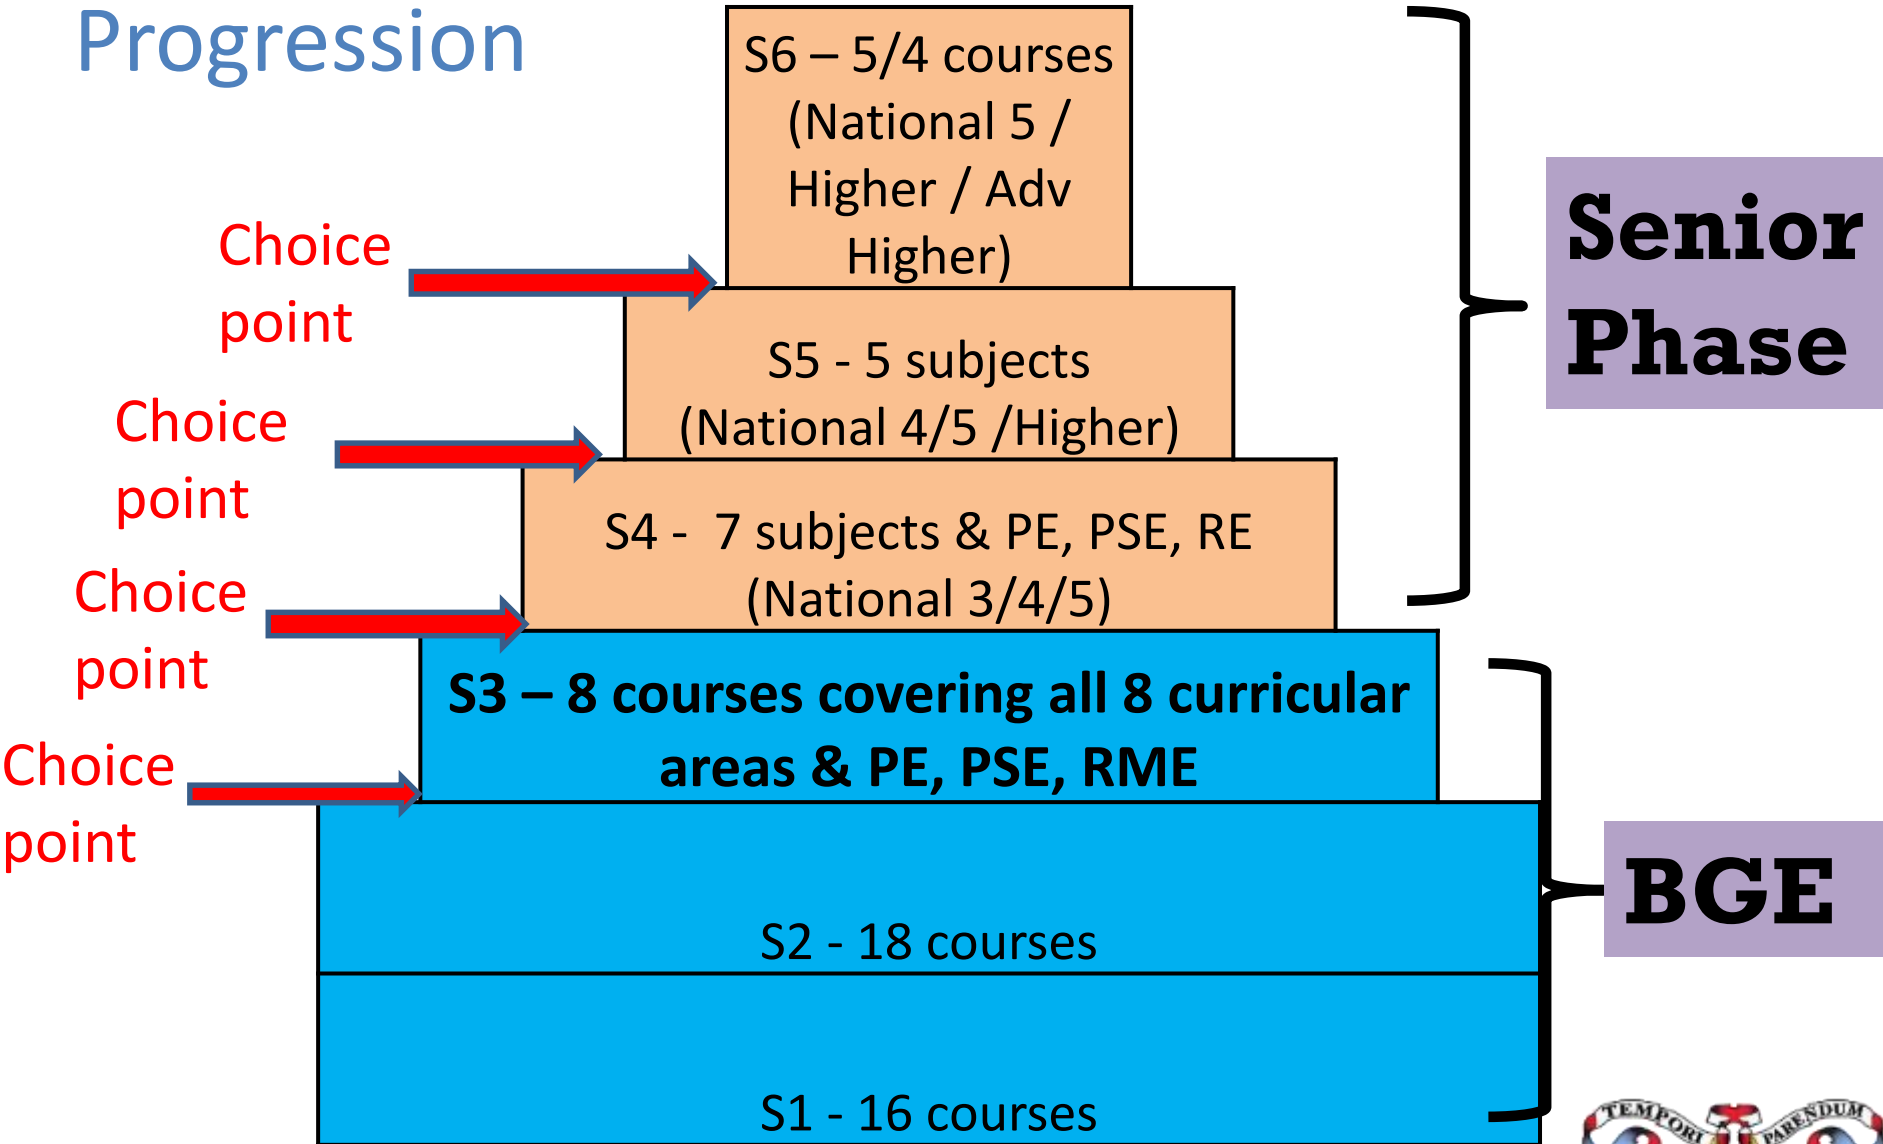 Progression
S6 – 5/4 courses
(National 5 /
Higher / Adv
Higher)
Choice
point
Senior
Phase
S5 - 5 subjects
(National 4/5 /Higher)
Choice
point
S4 -  7 subjects & PE, PSE, RE
(National 3/4/5)
Choice
point
S3 – 8 courses covering all 8 curricular
areas & PE, PSE, RME
Choice
point
BGE
S2 - 18 courses
S1 - 16 courses
TEMPORI PARENDUM